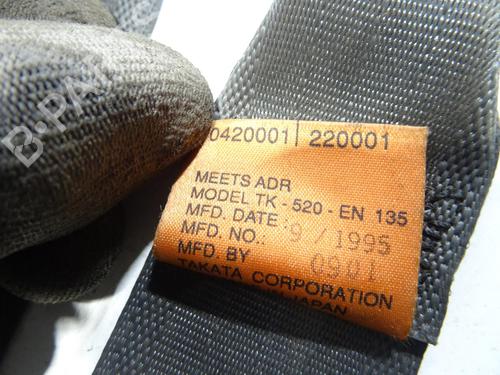 B-PARTS
0420001 | 220001
MEETS ADR
MODEL TK - 520 - EN 135
MFD. DATE : 9 / 1995
MFD. NO.: 0901
MFD. BY
TAKATA CORPORATION
JAPAN